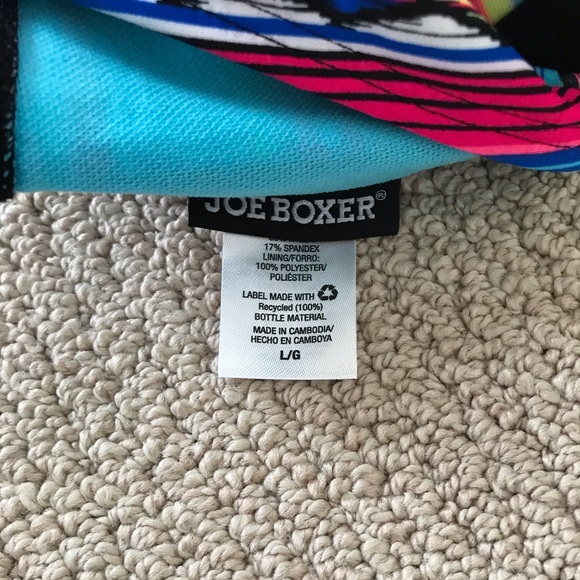 JOE BOXER®
17% SPANDEX
LINING/FORRO:
100% POLYESTER/
POLIÉSTER
LABEL MADE WITH
Recycled (100%)
BOTTLE MATERIAL
MADE IN CAMBODIA/
HECHO EN CAMBOYA
L/G